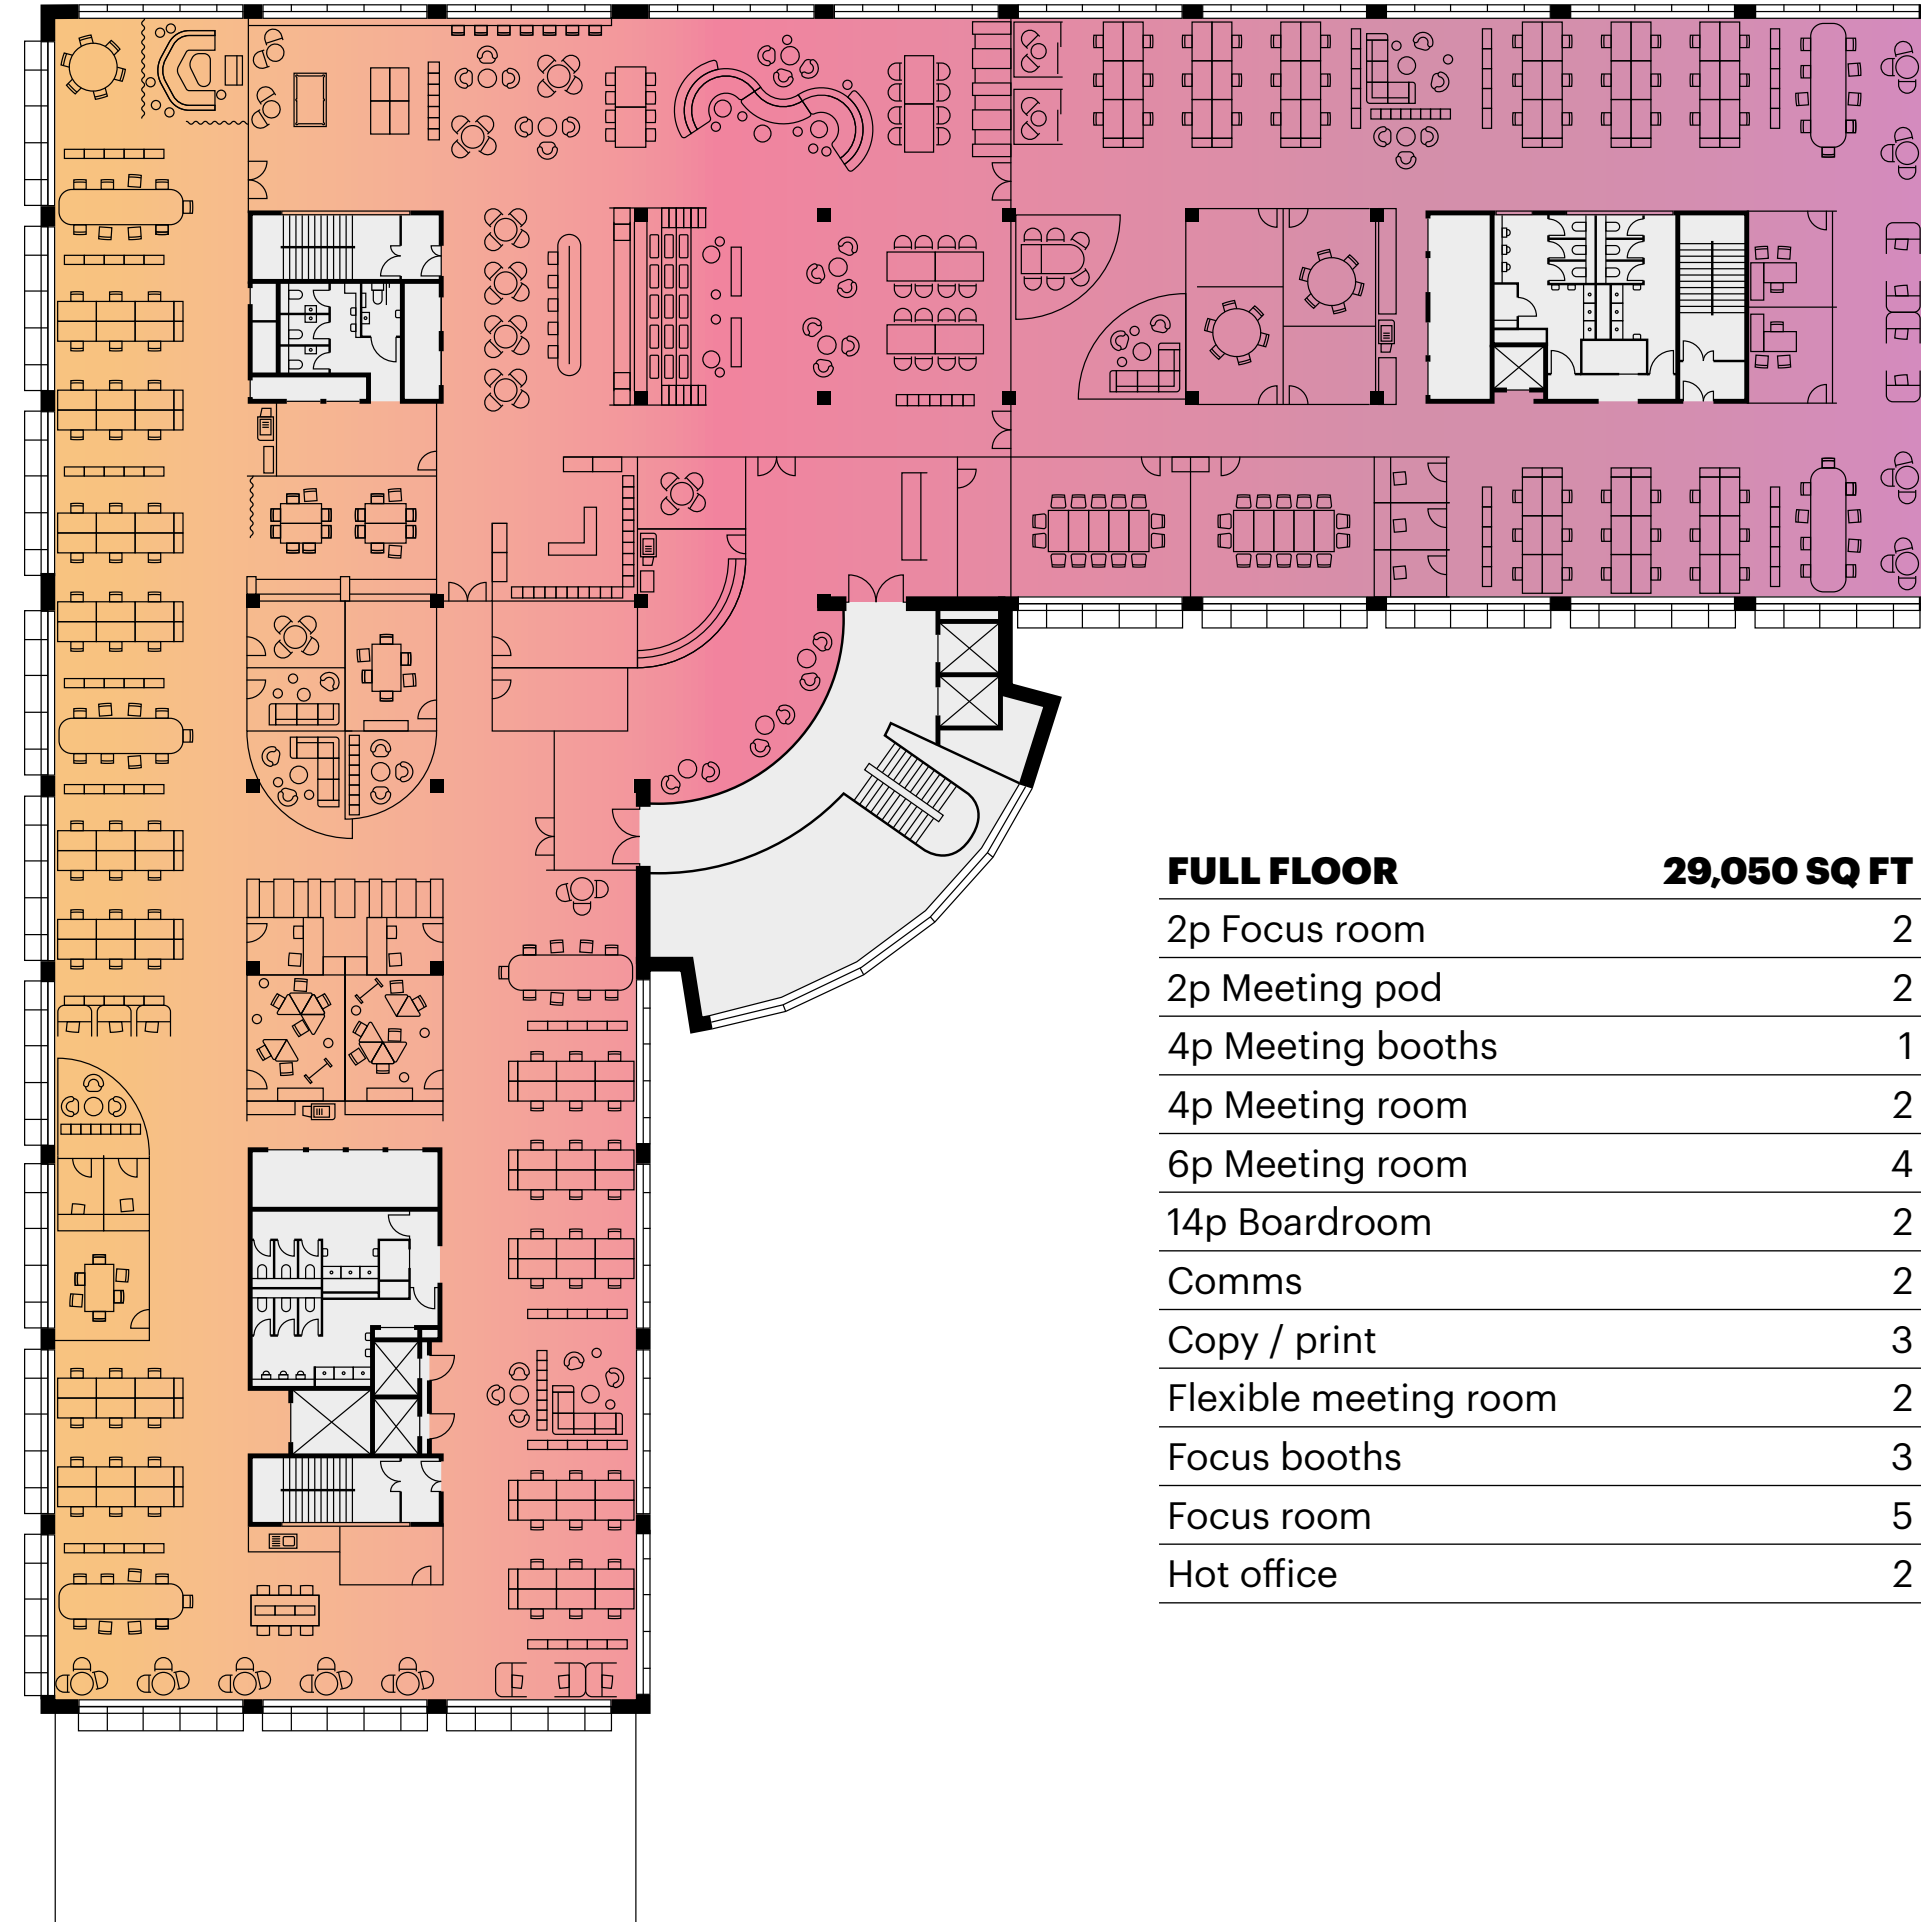 FULL FLOOR 29,050 SQ FT
2p Focus room 2
2p Meeting pod 2
4p Meeting booths 1
4p Meeting room 2
6p Meeting room 4
14p Boardroom 2
Comms 2
Copy / print 3
Flexible meeting room 2
Focus booths 3
Focus room 5
Hot office 2